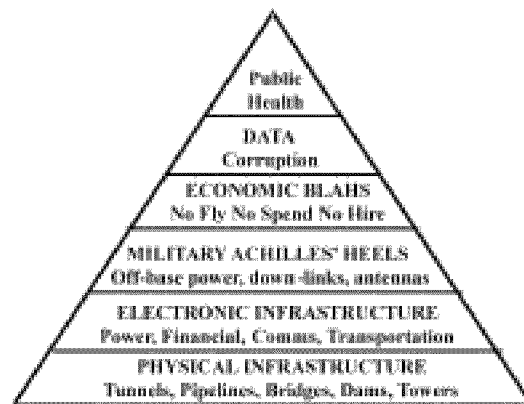 Public
Health
DATA
Corruption
ECONOMIC BLAHS
No Fly No Spend No Hire
MILITARY ACHILLES' HEELS
Off-base power, down-links, antennas
ELECTRONIC INFRASTRUCTURE
Power, Financial, Comms, Transportation
PHYSICAL INFRASTRUCTURE
Tunnels, Pipelines, Bridges, Dams, Towers